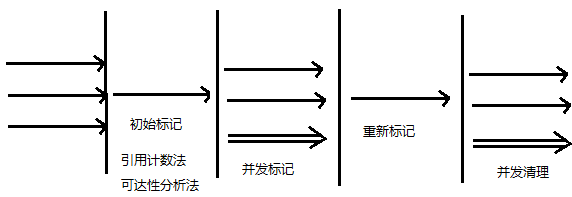 初始标记
引用计数法
可达性分析法
并发标记
重新标记
并发清理